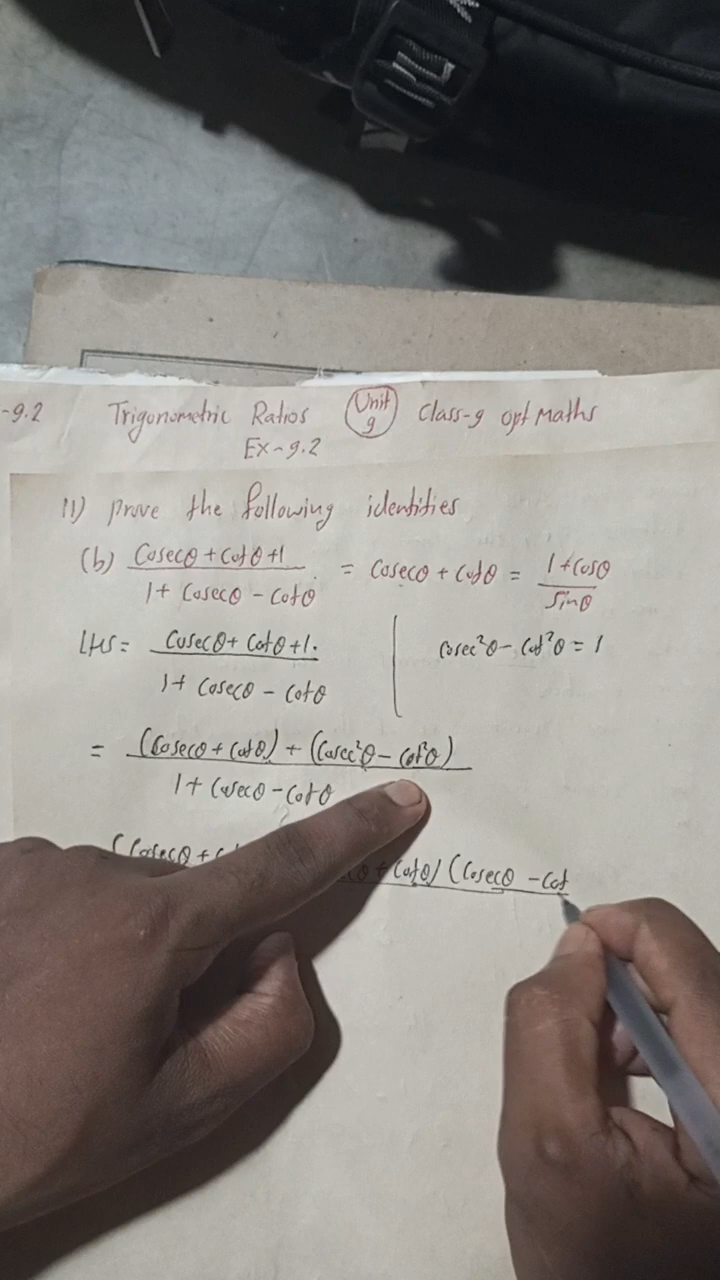 -9.2 Trigonometric Ratios Unit 9 Class-9 opt Maths
Ex-9.2
11) prove the following identities
(b) Cosecθ + Cotθ + 1 / 1 + Cosecθ - Cotθ = Cosecθ + Cotθ = 1 + Cosθ / Sinθ
LHS = Cosecθ + Cotθ + 1. / 1 + Cosecθ - Cotθ | Cosec²θ - Cot²θ = 1
= (Cosecθ + Cotθ) + (Cosec²θ - Cot²θ) / 1 + Cosecθ - Cotθ
(Cosecθ + + Cotθ) (Cosecθ - Cot